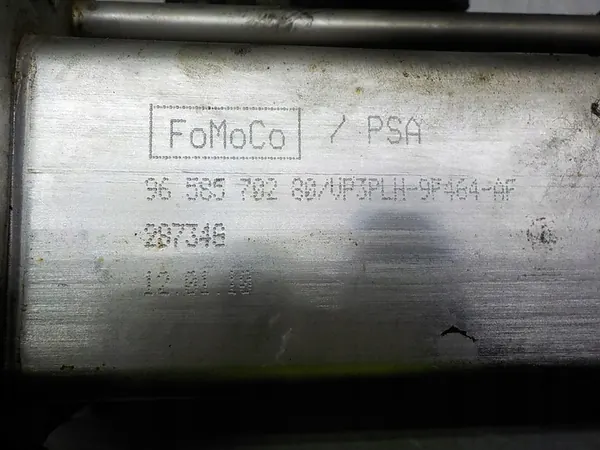 FoMoCo / PSA
96 585 702 80/VP3PLH-9F464-AF
287346
12.01.10